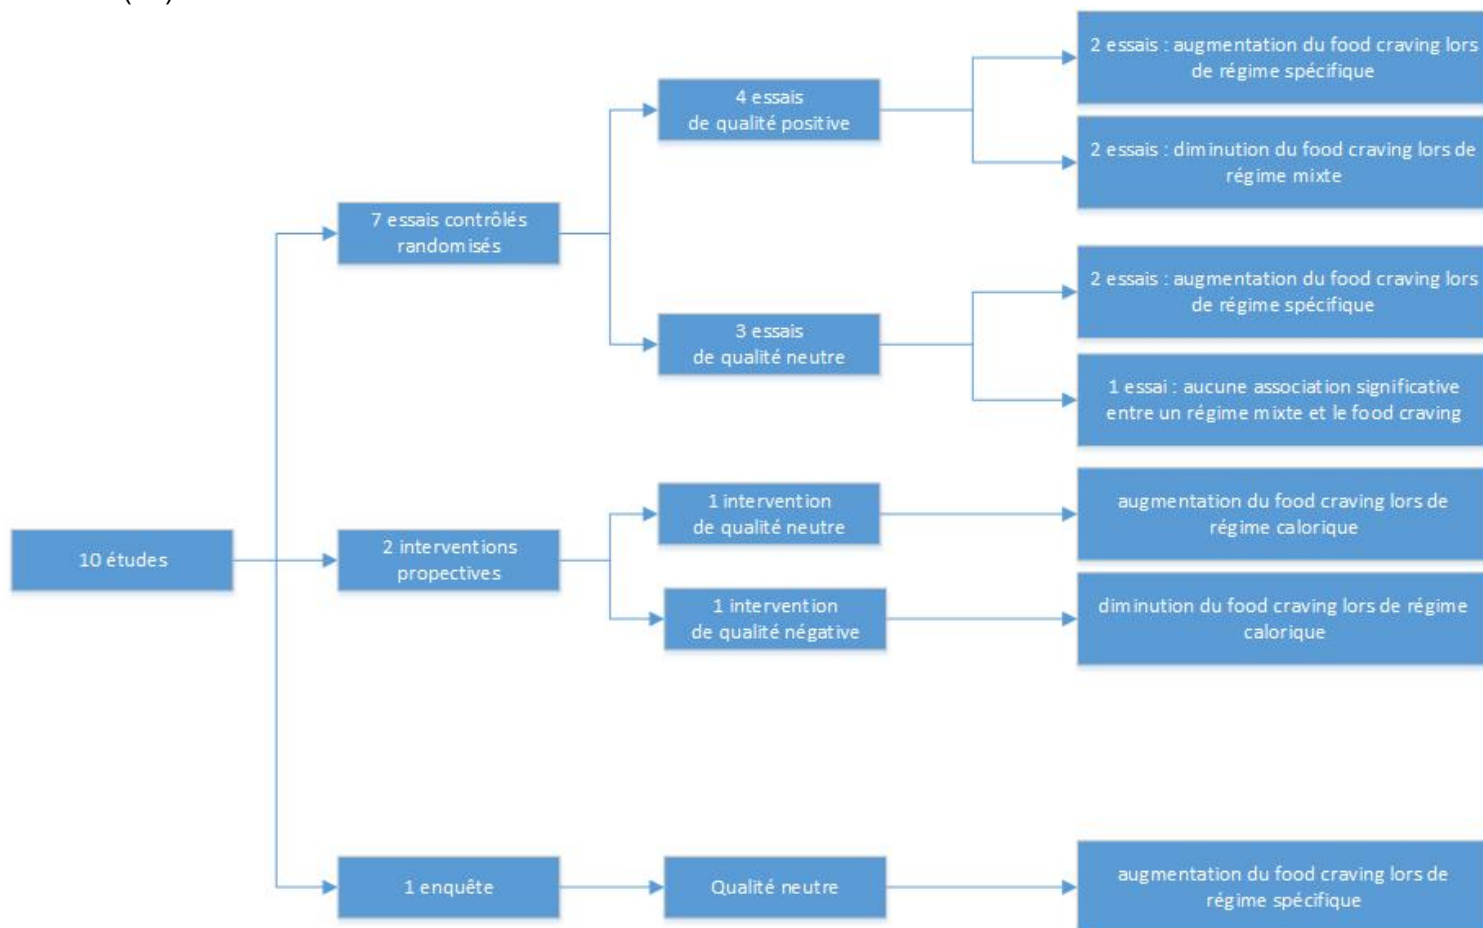 10 études
7 essais contrôlés
randomisés
4 essais
de qualité positive
2 essais : augmentation du food craving lors
de régime spécifique
2 essais : diminution du food craving lors de
régime mixte
3 essais
de qualité neutre
2 essais : augmentation du food craving lors
de régime spécifique
1 essai : aucune association significative
entre un régime mixte et le food craving
2 interventions
propectives
1 intervention
de qualité neutre
augmentation du food craving lors de
régime calorique
1 intervention
de qualité négative
diminution du food craving lors de régime
calorique
1 enquête
Qualité neutre
augmentation du food craving lors de
régime spécifique